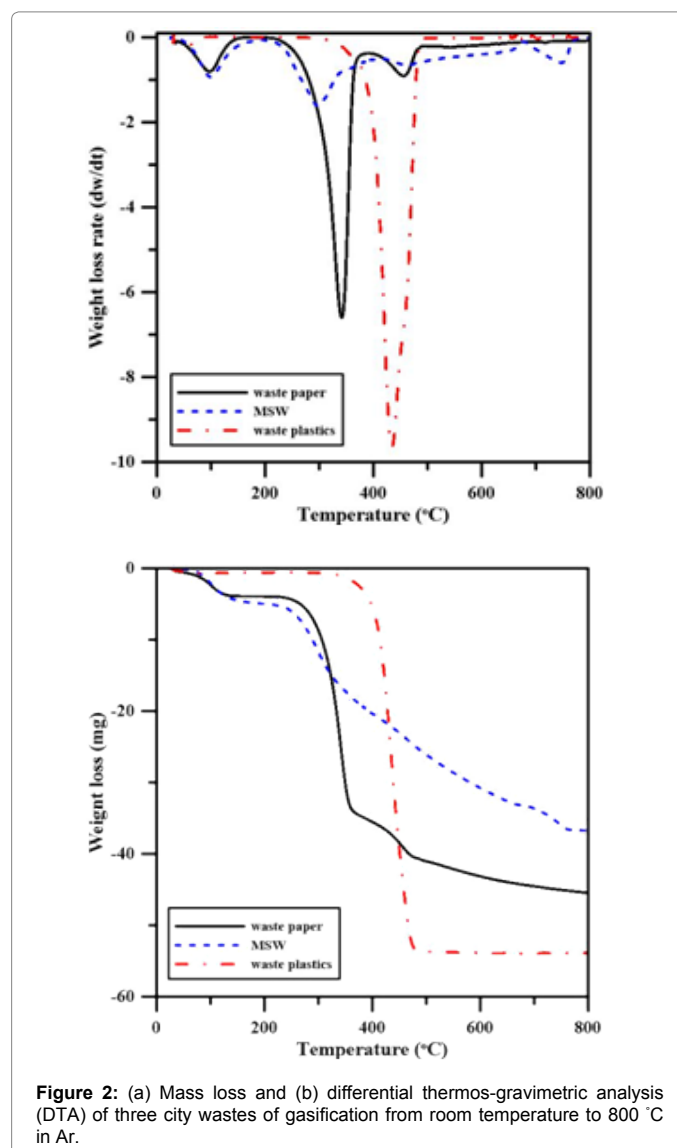 0
-2
-4
-6
-8
-10
Weight loss rate (dw/dt)
waste paper
MSW
waste plastics
0 200 400 600 800
Temperature (°C)
0
-20
-40
-60
Weignt loss (mg)
waste paper
MSW
waste plastics
0 200 400 600 800
Temperature (°C)
Figure 2: (a) Mass loss and (b) differential thermos-gravimetric analysis
(DTA) of three city wastes of gasification from room temperature to 800 °C
in Ar.